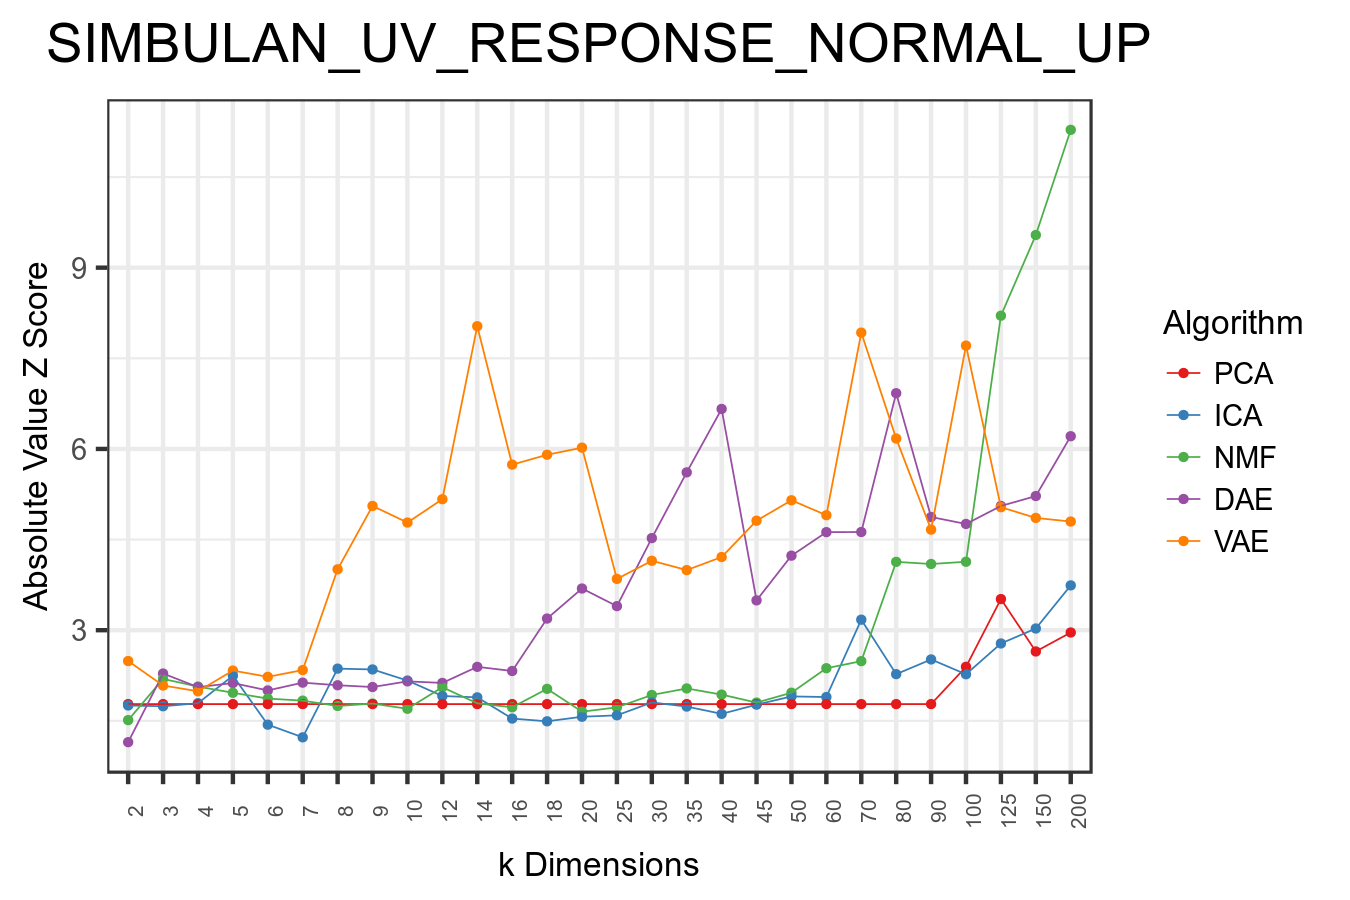 SIMBULAN_UV_RESPONSE_NORMAL_UP
Absolute Value Z Score
9
6
3
2 3 4 5 6 7 8 9 10 12 14 16 18 20 25 30 35 40 45 50 60 70 80 90 100 125 150 200
k Dimensions
Algorithm
PCA
ICA
NMF
DAE
VAE